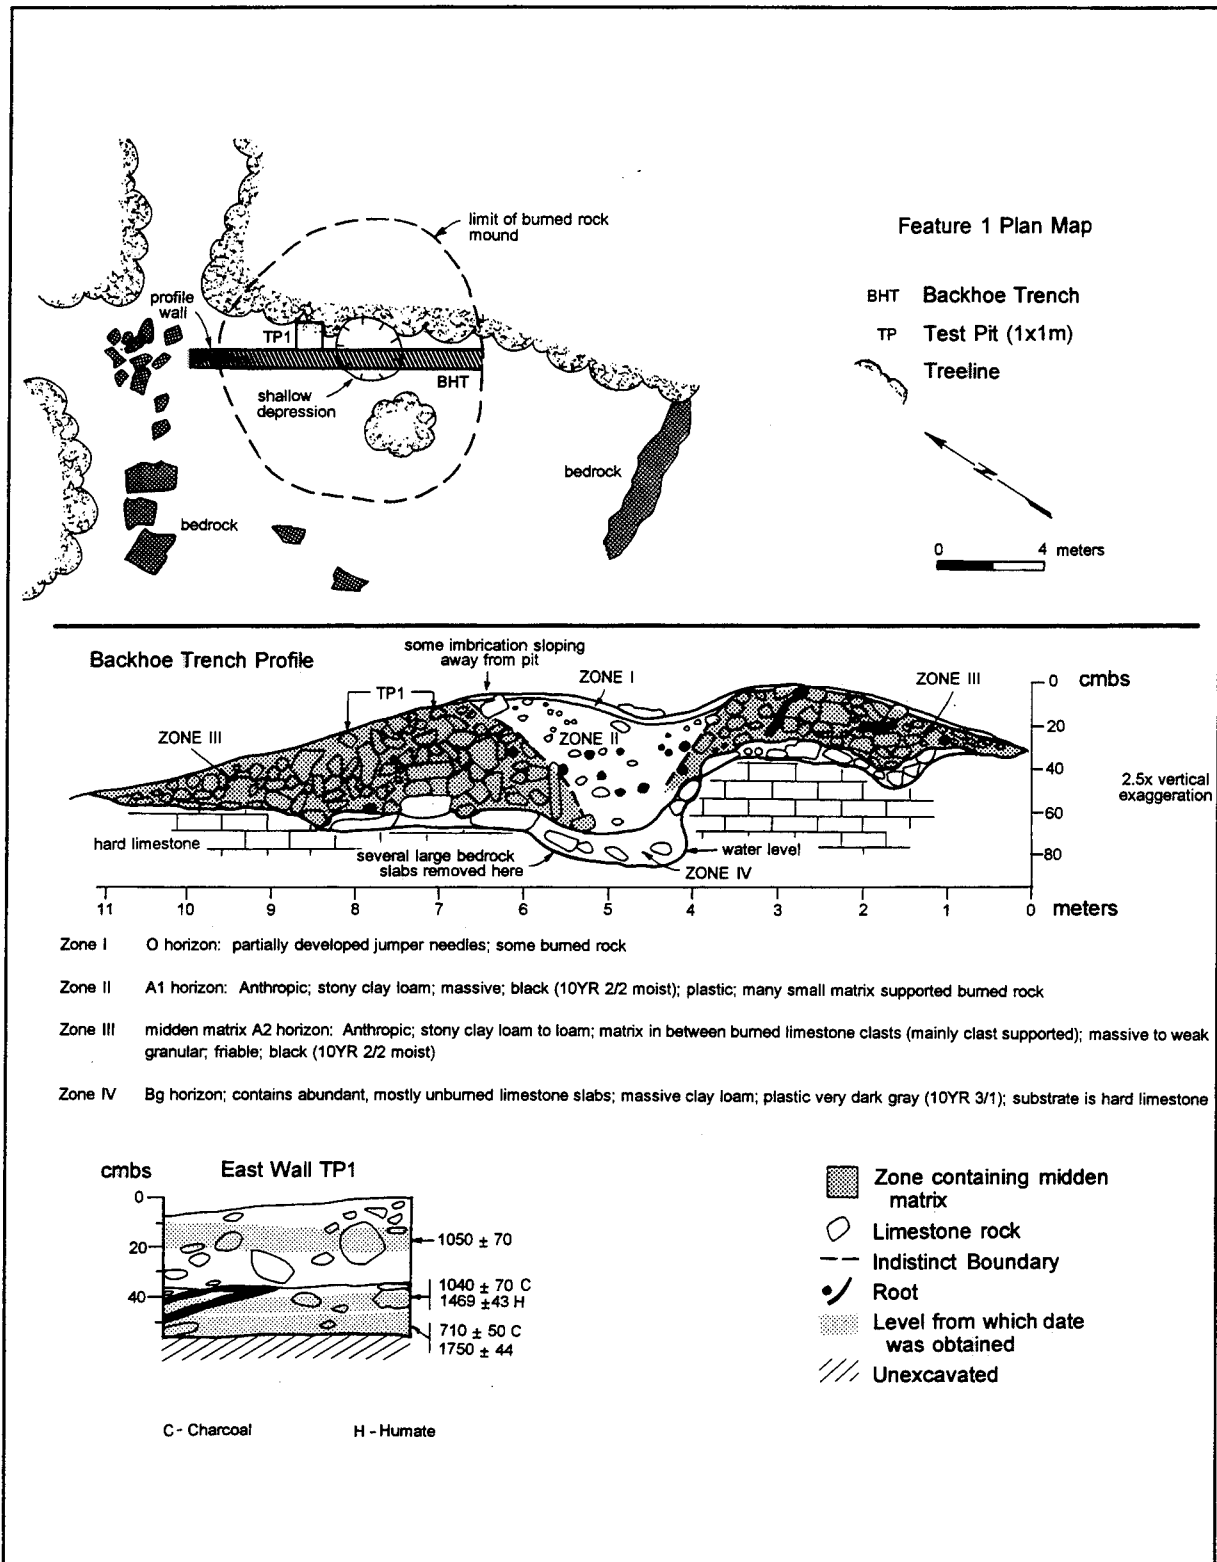 limit of burned rock
mound
profile
wall
TP1
BHT
shallow
depression
bedrock
bedrock
Feature 1 Plan Map
BHT Backhoe Trench
TP Test Pit (1x1m)
Treeline
N
0 4 meters
Backhoe Trench Profile
some imbrication sloping
away from pit
ZONE I
TP1
ZONE III
ZONE III
ZONE II
0 cmbs
20
40
60
80
2.5x vertical
exaggeration
hard limestone
several large bedrock
slabs removed here
water level
ZONE IV
11 10 9 8 7 6 5 4 3 2 1 0 meters
Zone I O horizon: partially developed jumper needles; some burned rock
Zone II A1 horizon: Anthropic; stony clay loam; massive; black (10YR 2/2 moist); plastic; many small matrix supported burned rock
Zone III midden matrix A2 horizon: Anthropic; stony clay loam to loam; matrix in between burned limestone clasts (mainly clast supported); massive to weak
granular; friable; black (10YR 2/2 moist)
Zone IV Bg horizon; contains abundant, mostly unburned limestone slabs; massive clay loam; plastic very dark gray (10YR 3/1); substrate is hard limestone
cmbs East Wall TP1
0
20
40
1050 ± 70
1040 ± 70 C
1469 ±43 H
710 ± 50 C
1750 ± 44
C - Charcoal H - Humate
Zone containing midden
matrix
Limestone rock
Indistinct Boundary
Root
Level from which date
was obtained
Unexcavated